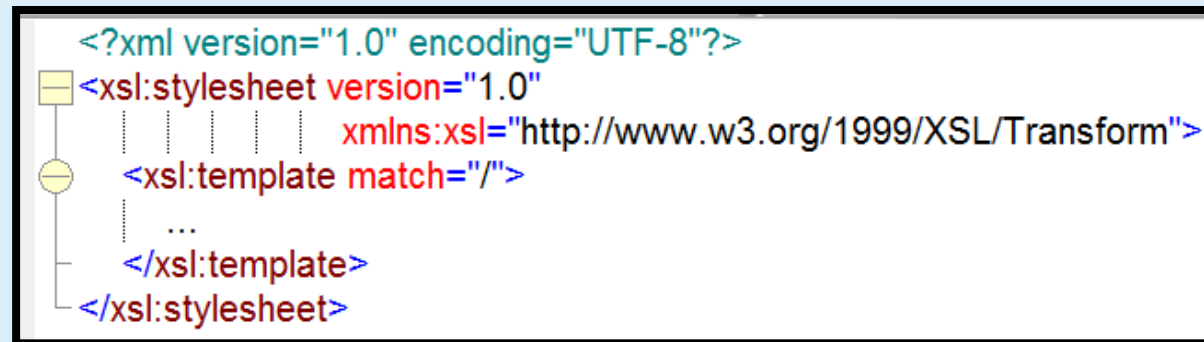 <?xml version="1.0" encoding="UTF-8"?>
<xsl:stylesheet version="1.0"
xmlns:xsl="http://www.w3.org/1999/XSL/Transform">
<xsl:template match="/">
...
</xsl:template>
</xsl:stylesheet>